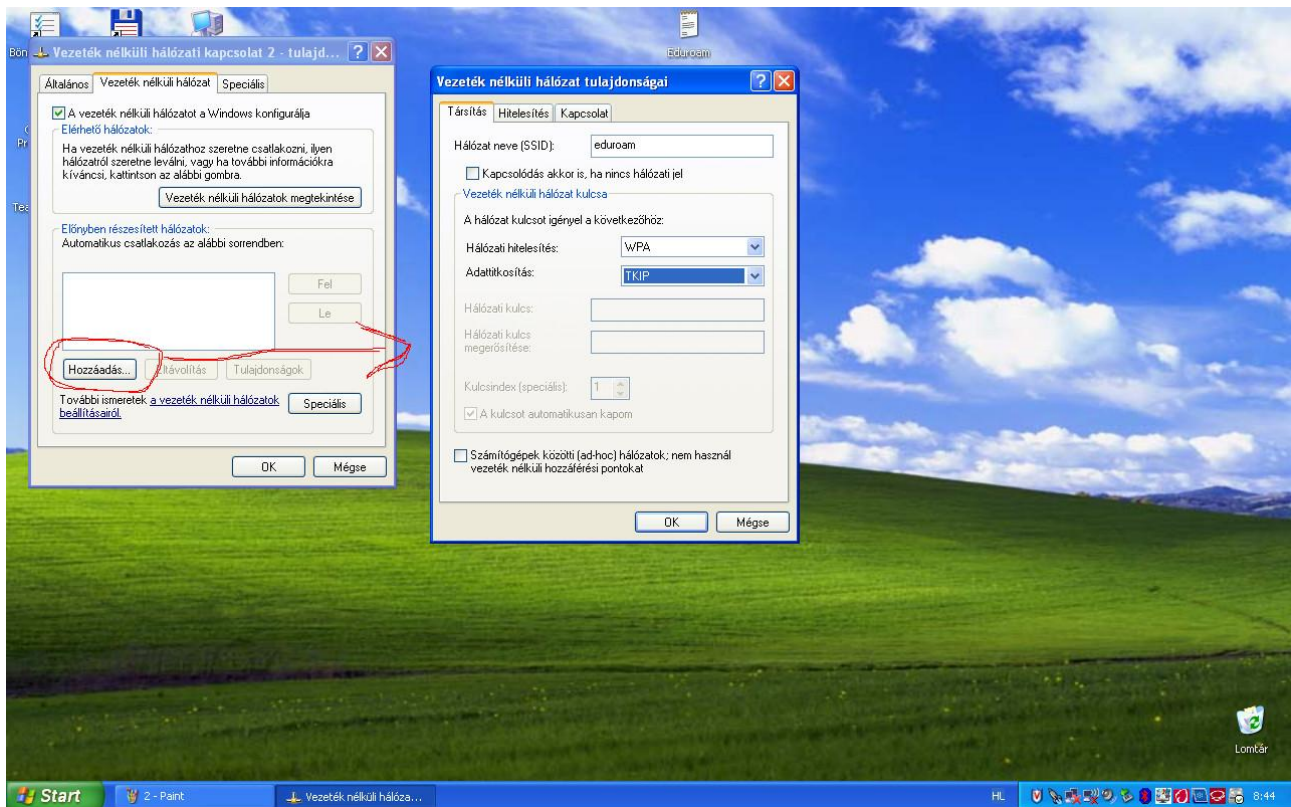 Bön
Pr
Tea
Eduroam
Vezeték nélküli hálózati kapcsolat 2 - tulajd...
Általános
Vezeték nélküli hálózat
Speciális
A vezeték nélküli hálózatot a Windows konfigurálja
Elérhető hálózatok:
Ha vezeték nélküli hálózathoz szeretne csatlakozni, ilyen
hálózatról szeretne leválni, vagy ha további információkra
kíváncsi, kattintson az alábbi gombra.
Vezeték nélküli hálózatok megtekintése
Előnyben részesített hálózatok:
Automatikus csatlakozás az alábbi sorrendben:
Fel
Le
Hozzáadás...
Eltávolítás
Tulajdonságok
További ismeretek a vezeték nélküli hálózatok
beállításairól.
Speciális
OK
Mégse
Vezeték nélküli hálózat tulajdonságai
Társítás
Hitelesítés
Kapcsolat
Hálózat neve (SSID):
eduroam
Kapcsolódás akkor is, ha nincs hálózati jel
Vezeték nélküli hálózat kulcsa
A hálózat kulcsot igényel a következőhöz:
Hálózati hitelesítés:
WPA
Adattitkosítás:
TKIP
Hálózati kulcs:
Hálózati kulcs
megerősítése:
Kulcsindex (speciális):
1
A kulcsot automatikusan kapom
Számítógépek közötti (ad-hoc) hálózatok; nem használ
vezeték nélküli hozzáférési pontokat
OK
Mégse
Lomtár
Start
2 - Paint
Vezeték nélküli hálóza...
HL
8:44